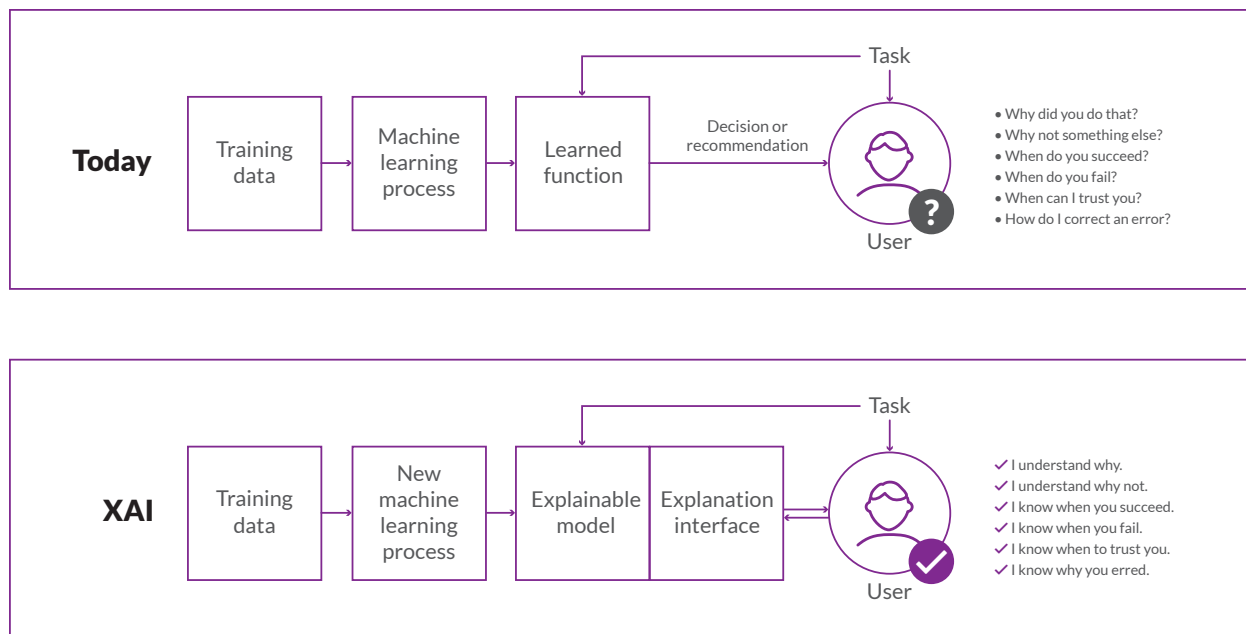 Task
Today
Training
data
Machine
learning
process
Learned
function
Decision or
recommendation
?
User
• Why did you do that?
• Why not something else?
• When do you succeed?
• When do you fail?
• When can I trust you?
• How do I correct an error?
Task
XAI
Training
data
New
machine
learning
process
Explainable
model
Explanation
interface
User
✓ I understand why.
✓ I understand why not.
✓ I know when you succeed.
✓ I know when you fail.
✓ I know when to trust you.
✓ I know why you erred.